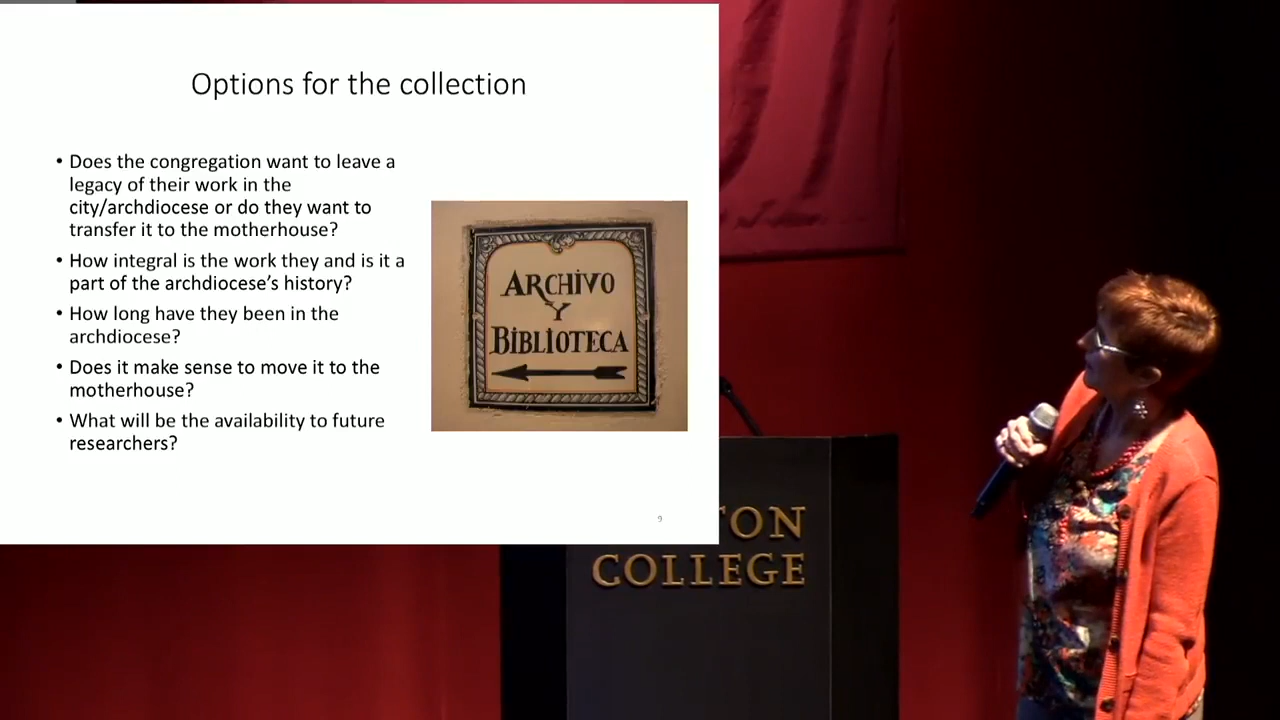 Options for the collection
• Does the congregation want to leave a
legacy of their work in the
city/archdiocese or do they want to
transfer it to the motherhouse?
• How integral is the work they and is it a
part of the archdiocese’s history?
• How long have they been in the
archdiocese?
• Does it make sense to move it to the
motherhouse?
• What will be the availability to future
researchers?
ARCHIVO
Y
BIBLIOTECA
9
TON
COLLEGE